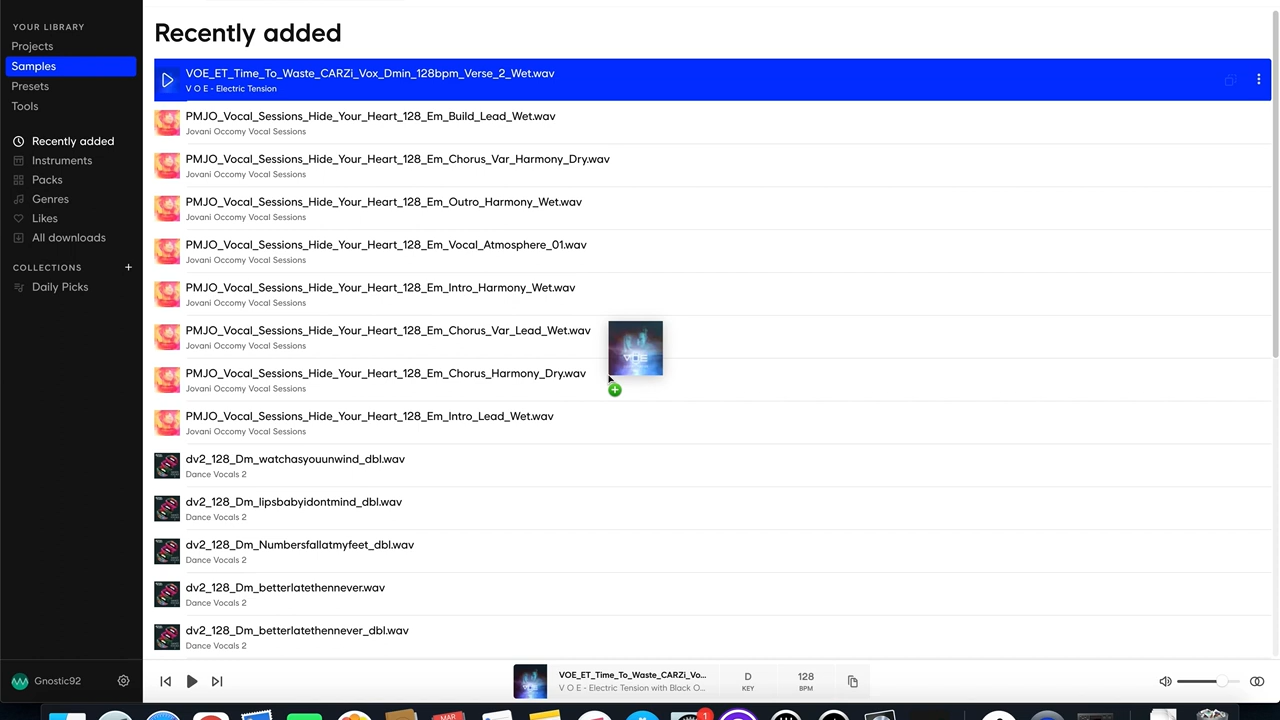 YOUR LIBRARY
Projects
Samples
Presets
Tools
Recently added
Instruments
Packs
Genres
Likes
All downloads
COLLECTIONS +
Daily Picks
Gnostic92
Recently added
VOE_ET_Time_To_Waste_CARZi_Vox_Dmin_128bpm_Verse_2_Wet.wav
V O E - Electric Tension
PMJO_Vocal_Sessions_Hide_Your_Heart_128_Em_Build_Lead_Wet.wav
Jovani Occomy Vocal Sessions
PMJO_Vocal_Sessions_Hide_Your_Heart_128_Em_Chorus_Var_Harmony_Dry.wav
Jovani Occomy Vocal Sessions
PMJO_Vocal_Sessions_Hide_Your_Heart_128_Em_Outro_Harmony_Wet.wav
Jovani Occomy Vocal Sessions
PMJO_Vocal_Sessions_Hide_Your_Heart_128_Em_Vocal_Atmosphere_01.wav
Jovani Occomy Vocal Sessions
PMJO_Vocal_Sessions_Hide_Your_Heart_128_Em_Intro_Harmony_Wet.wav
Jovani Occomy Vocal Sessions
PMJO_Vocal_Sessions_Hide_Your_Heart_128_Em_Chorus_Var_Lead_Wet.wav
Jovani Occomy Vocal Sessions
VOE
PMJO_Vocal_Sessions_Hide_Your_Heart_128_Em_Chorus_Harmony_Dry.wav
Jovani Occomy Vocal Sessions
PMJO_Vocal_Sessions_Hide_Your_Heart_128_Em_Intro_Lead_Wet.wav
Jovani Occomy Vocal Sessions
dv2_128_Dm_watchasyouunwind_dbl.wav
Dance Vocals 2
dv2_128_Dm_lipsbabyidontmind_dbl.wav
Dance Vocals 2
dv2_128_Dm_Numbersfallatmyfeet_dbl.wav
Dance Vocals 2
dv2_128_Dm_betterlatethennever.wav
Dance Vocals 2
dv2_128_Dm_betterlatethennever_dbl.wav
Dance Vocals 2
VOE_ET_Time_To_Waste_CARZi_Vo...
V O E - Electric Tension with Black O...
D
KEY
128
BPM
MAR
1